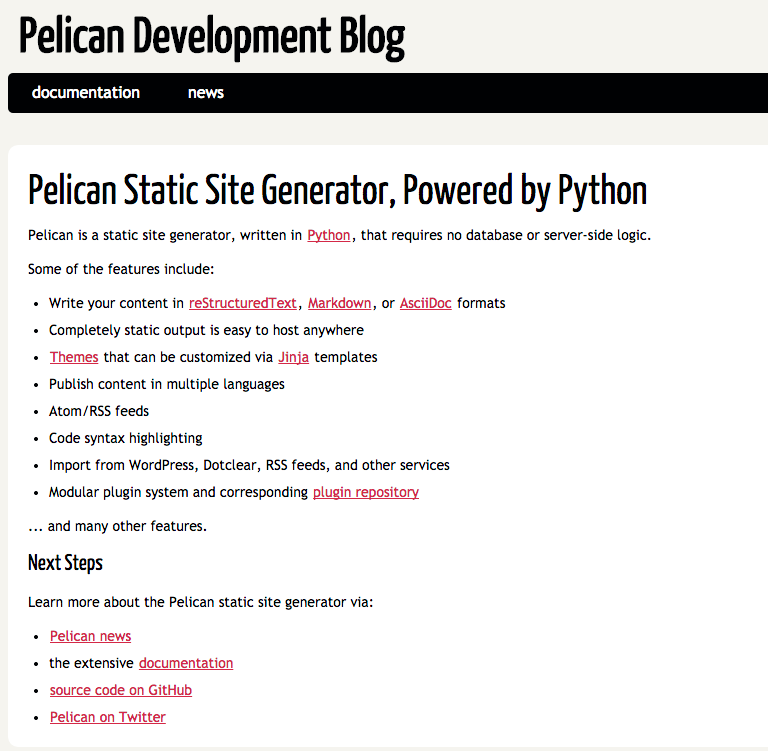 Pelican Development Blog
documentation news
Pelican Static Site Generator, Powered by Python
Pelican is a static site generator, written in Python, that requires no database or server-side logic.
Some of the features include:
• Write your content in reStructuredText, Markdown, or AsciiDoc formats
• Completely static output is easy to host anywhere
• Themes that can be customized via Jinja templates
• Publish content in multiple languages
• Atom/RSS feeds
• Code syntax highlighting
• Import from WordPress, Dotclear, RSS feeds, and other services
• Modular plugin system and corresponding plugin repository
... and many other features.
Next Steps
Learn more about the Pelican static site generator via:
• Pelican news
• the extensive documentation
• source code on GitHub
• Pelican on Twitter